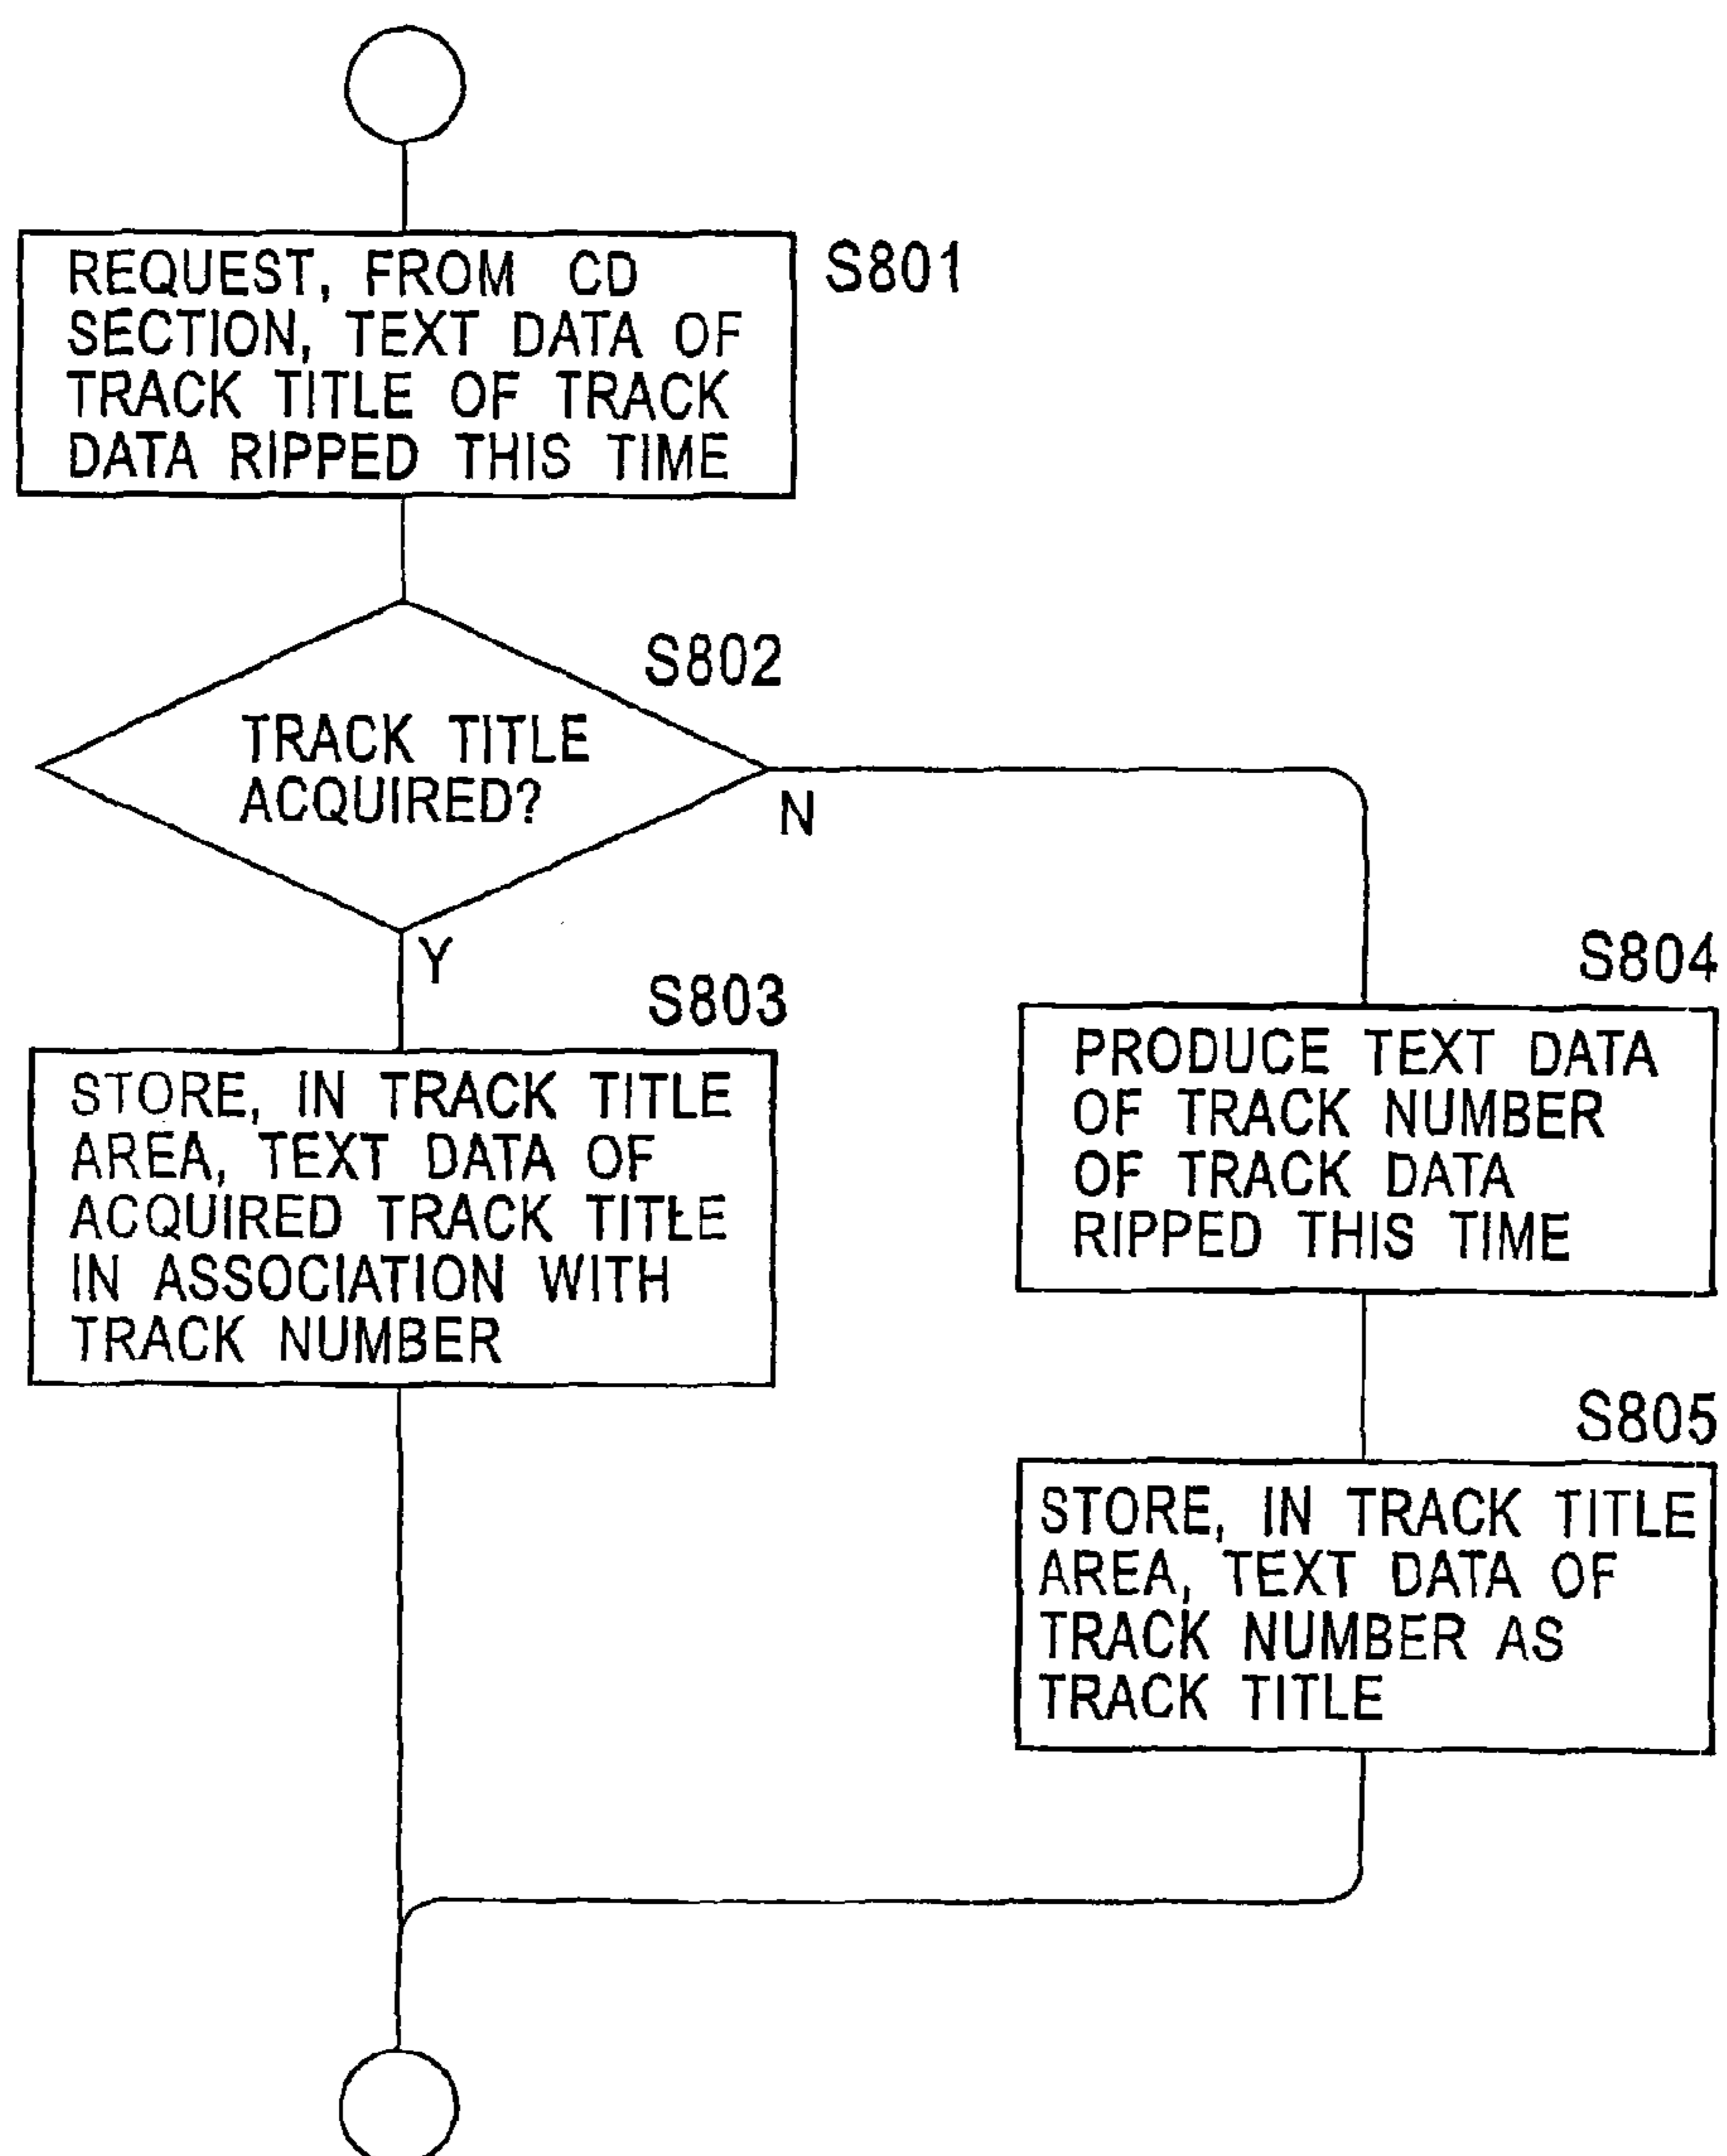 REQUEST, FROM CD
SECTION, TEXT DATA OF
TRACK TITLE OF TRACK
DATA RIPPED THIS TIME
S801
S802
TRACK TITLE
ACQUIRED?
N
Y
S803
STORE, IN TRACK TITLE
AREA, TEXT DATA OF
ACQUIRED TRACK TITLE
IN ASSOCIATION WITH
TRACK NUMBER
S804
PRODUCE TEXT DATA
OF TRACK NUMBER
OF TRACK DATA
RIPPED THIS TIME
S805
STORE, IN TRACK TITLE
AREA, TEXT DATA OF
TRACK NUMBER AS
TRACK TITLE